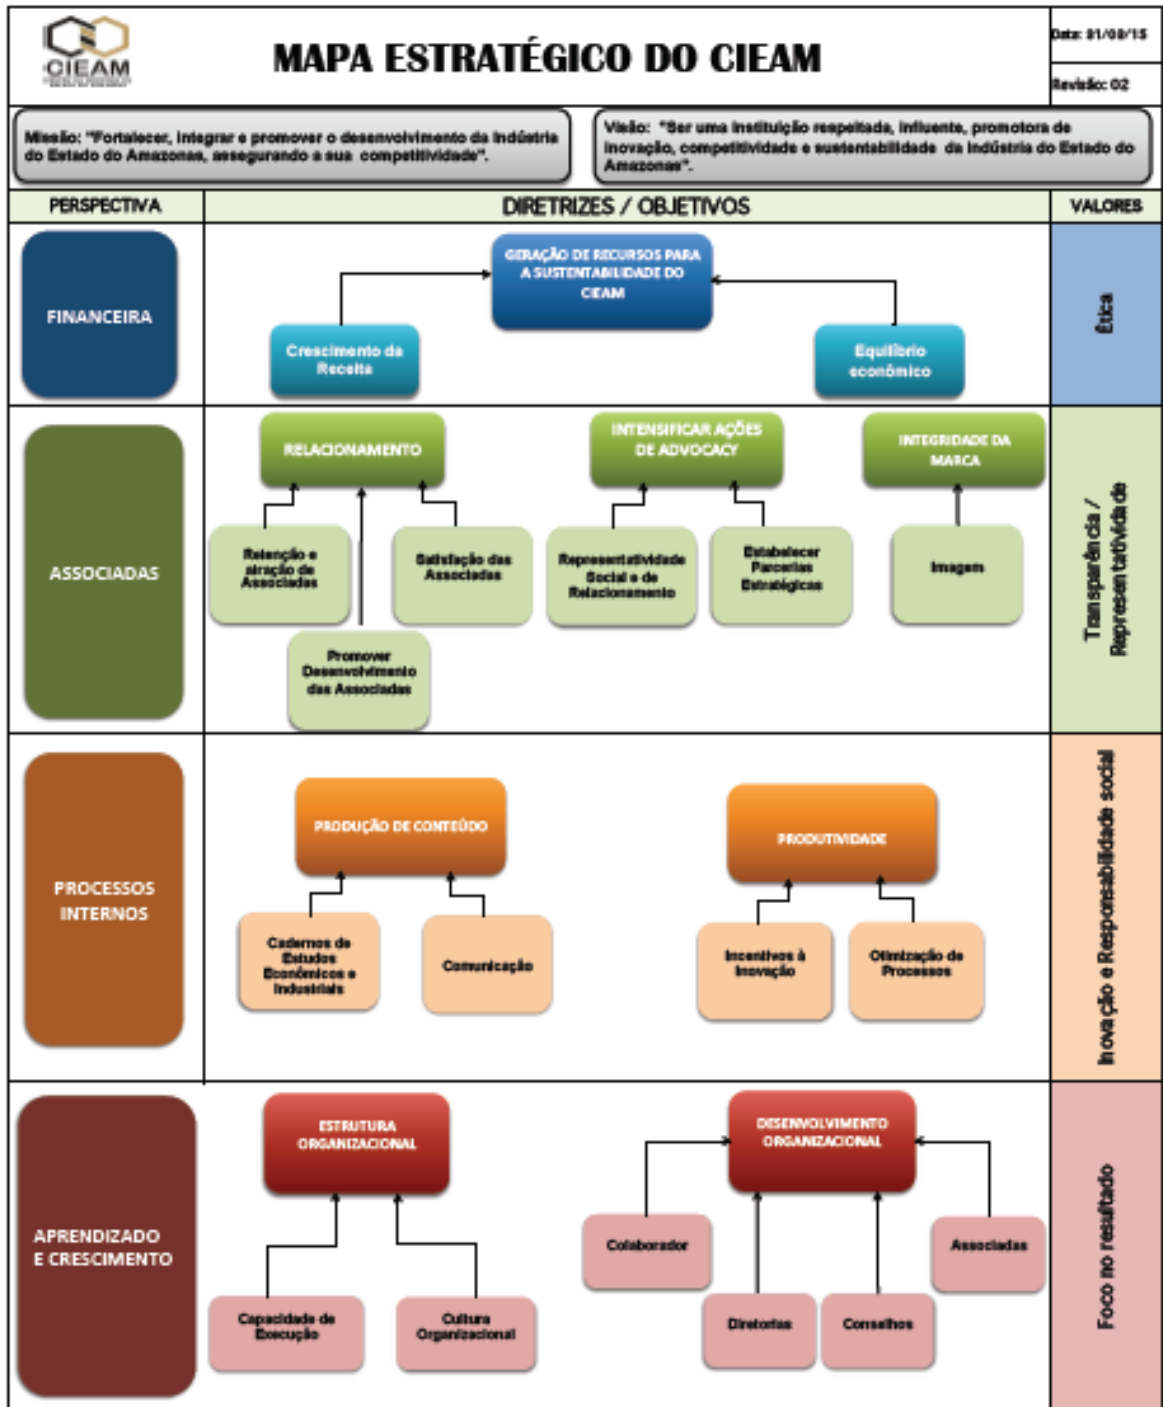 CIEAM
MAPA ESTRATÉGICO DO CIEAM
Data: 31/08/15
Revisão: 02
Missão: "Fortalecer, integrar e promover o desenvolvimento da Indústria
do Estado do Amazonas, assegurando a sua competitividade".
Visão: "Ser uma instituição respeitada, influente, promotora de
inovação, competitividade e sustentabilidade da Indústria do Estado do
Amazonas".
PERSPECTIVA
DIRETRIZES / OBJETIVOS
VALORES
FINANCEIRA
GERAÇÃO DE RECURSOS PARA
A SUSTENTABILIDADE DO
CIEAM
Crescimento da
Receita
Equilíbrio
econômico
Ética
ASSOCIADAS
RELACIONAMENTO
INTENSIFICAR AÇÕES
DE ADVOCACY
INTEGRIDADE DA
MARCA
Retenção e
atração de
Associadas
Satisfação das
Associadas
Representatividade
Social e de
Relacionamento
Estabelecer
Parcerias
Estratégicas
Imagem
Promover
Desenvolvimento
das Associadas
Transparência /
Representatividade
PROCESSOS
INTERNOS
PRODUÇÃO DE CONTEÚDO
PRODUTIVIDADE
Cadernos de
Estudos
Econômicos e
Industriais
Comunicação
Incentivos à
Inovação
Otimização de
Processos
Inovação e Responsabilidade social
APRENDIZADO
E CRESCIMENTO
ESTRUTURA
ORGANIZACIONAL
DESENVOLVIMENTO
ORGANIZACIONAL
Colaborador
Associadas
Capacidade de
Execução
Cultura
Organizacional
Diretorias
Conselhos
Foco no resultado